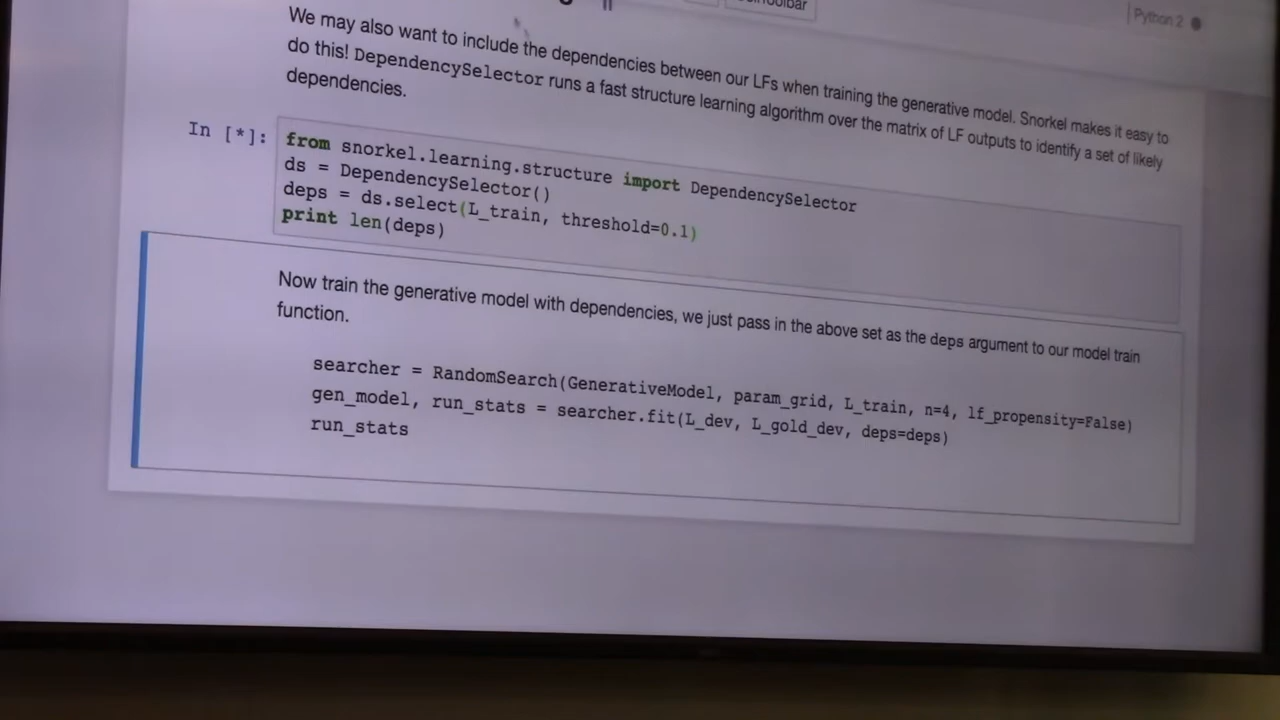 Python 2
We may also want to include the dependencies between our LFs when training the generative model. Snorkel makes it easy to
do this! DependencySelector runs a fast structure learning algorithm over the matrix of LF outputs to identify a set of likely
dependencies.
In [*]:
from snorkel.learning.structure import DependencySelector
ds = DependencySelector()
deps = ds.select(L_train, threshold=0.1)
print len(deps)
Now train the generative model with dependencies, we just pass in the above set as the deps argument to our model train
function.
searcher = RandomSearch(GenerativeModel, param_grid, L_train, n=4, lf_propensity=False)
gen_model, run_stats = searcher.fit(L_dev, L_gold_dev, deps=deps)
run_stats